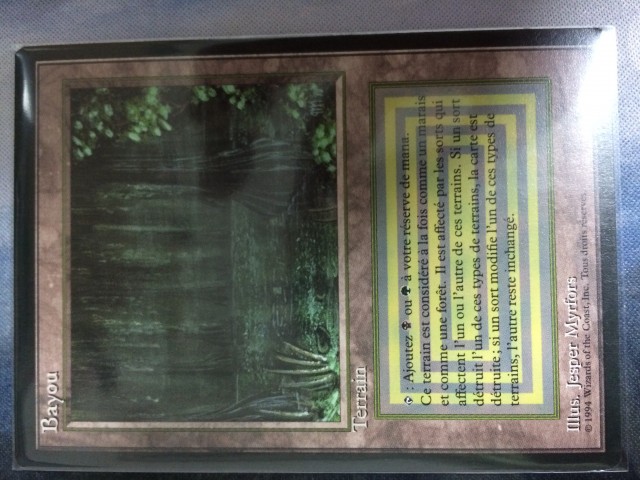 Bayou
Terrain
: Ajoutez ou à votre réserve de mana.
Ce terrain est considéré à la fois comme un marais
et comme une forêt. Il est affecté par les sorts qui
affectent l'un ou l'autre de ces terrains. Si un sort
détruit l'un de ces types de terrains, la carte est
détruite ; si un sort modifie l'un de ces types de
terrains, l'autre reste inchangé.
Illus. Jesper Myrfors
© 1994 Wizards of the Coast, Inc. Tous droits réservés